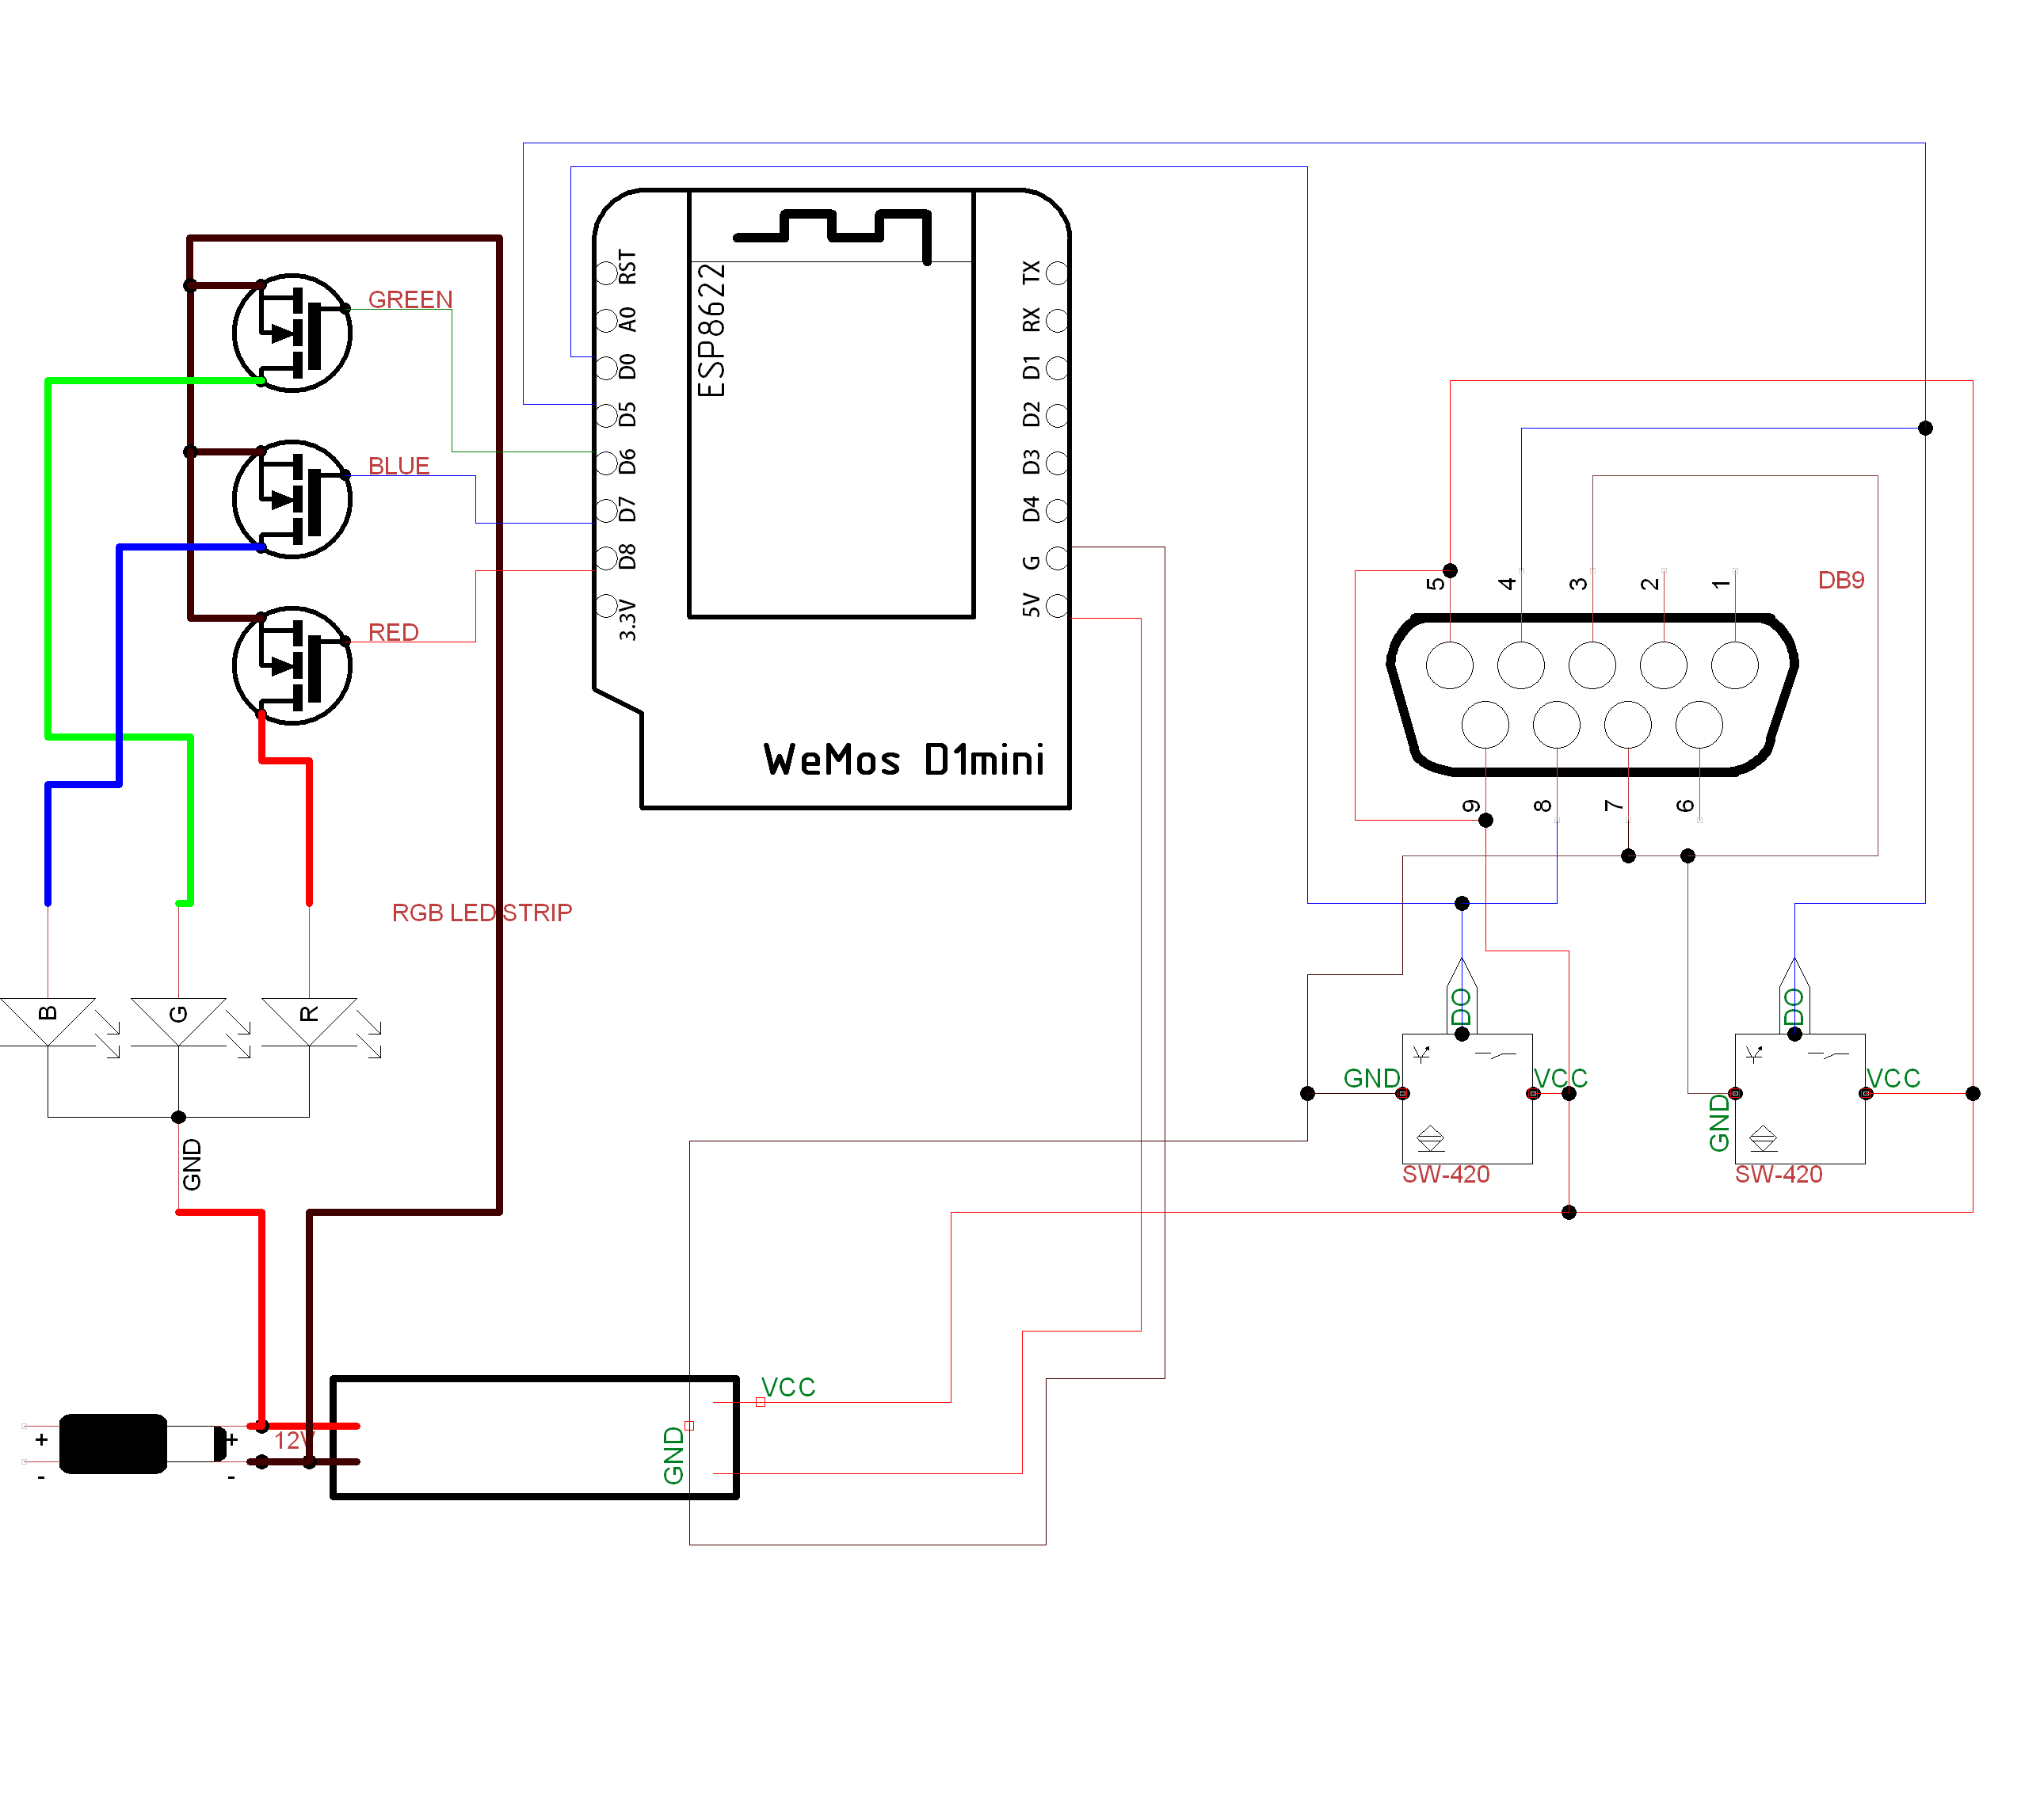 GREEN
BLUE
RED
RST
A0
D0
D5
D6
D7
D8
3.3V
ESP8622
TX
RX
D1
D2
D3
D4
G
5V
WeMos D1mini
5
4
3
2
1
DB9
9
8
7
6
RGB LED STRIP
B
G
R
GND
DO
GND
VCC
SW-420
DO
GND
VCC
SW-420
+
-
+
-
12V
VCC
GND